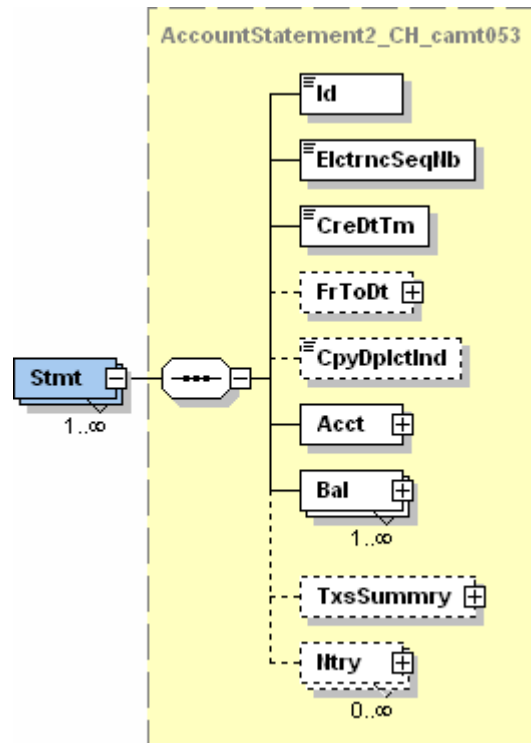 AccountStatement2_CH_camt053
Id
ElctrncSeqNb
CreDtTm
FrToDt
CpyDplctInd
Stmt
1..∞
Acct
Bal
1..∞
TxsSummry
Ntry
0..∞